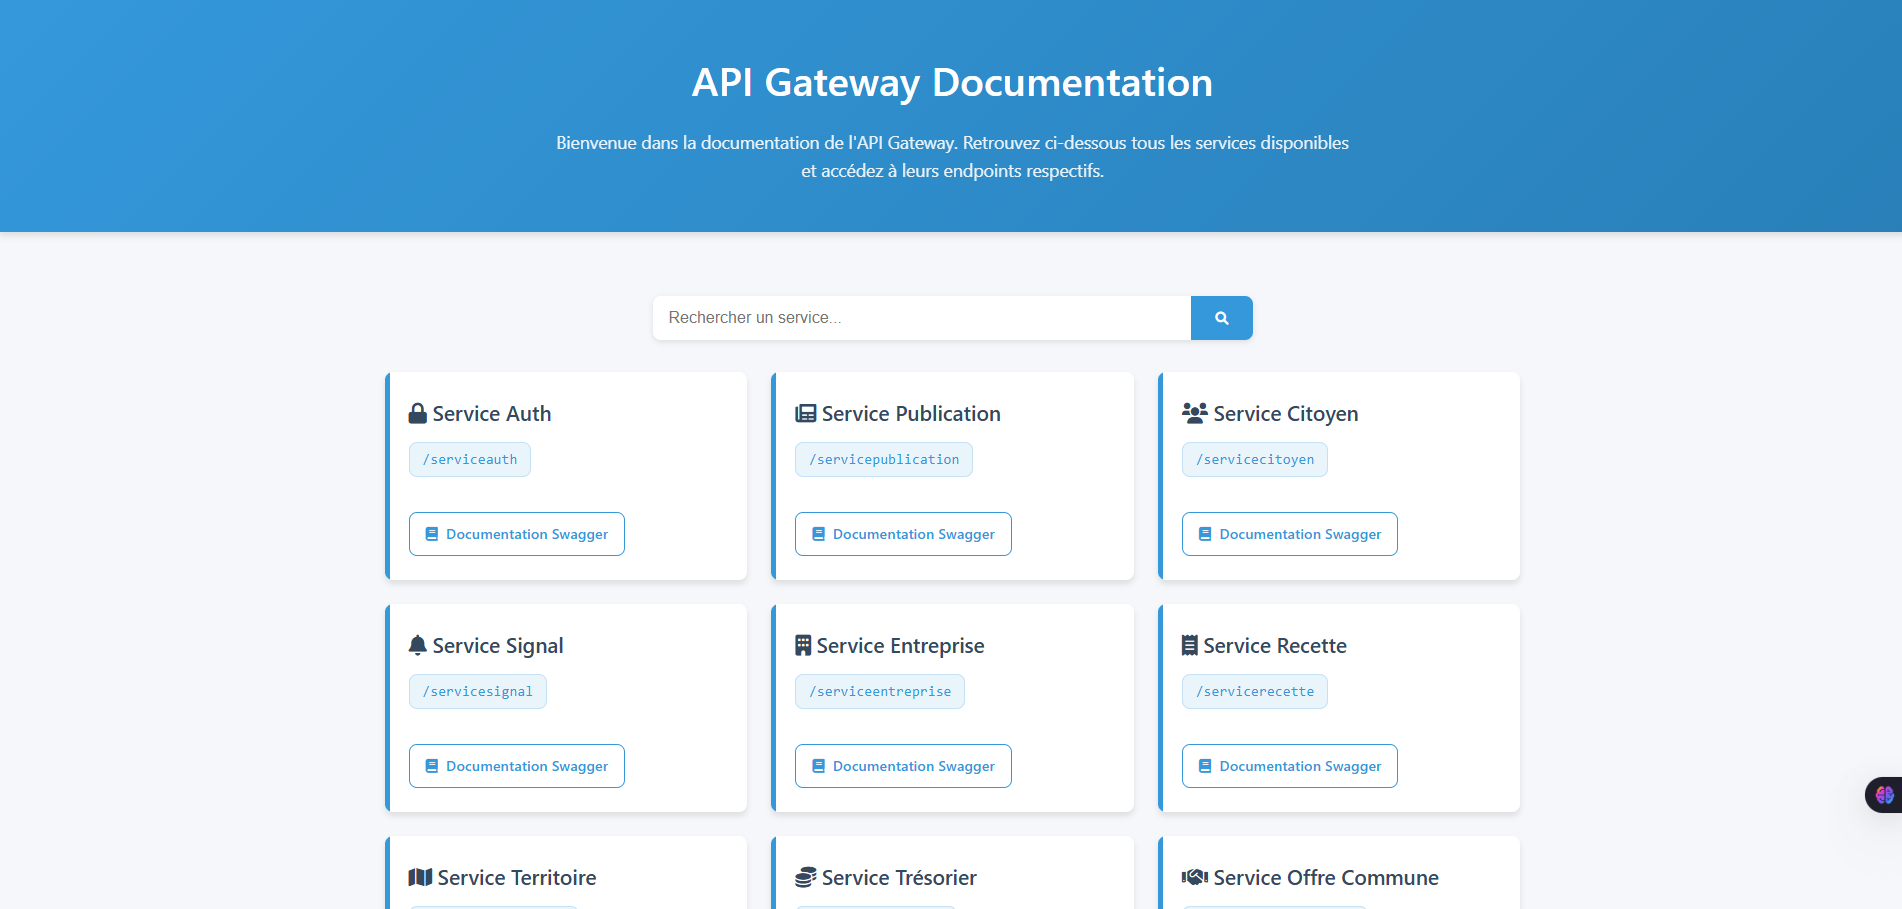 API Gateway Documentation
Bienvenue dans la documentation de l'API Gateway. Retrouvez ci-dessous tous les services disponibles
et accédez à leurs endpoints respectifs.
Rechercher un service...
Service Auth
/serviceauth
Documentation Swagger
Service Publication
/servicepublication
Documentation Swagger
Service Citoyen
/servicecitoyen
Documentation Swagger
Service Signal
/servicesignal
Documentation Swagger
Service Entreprise
/serviceentreprise
Documentation Swagger
Service Recette
/servicerecette
Documentation Swagger
Service Territoire
Service Trésorier
Service Offre Commune